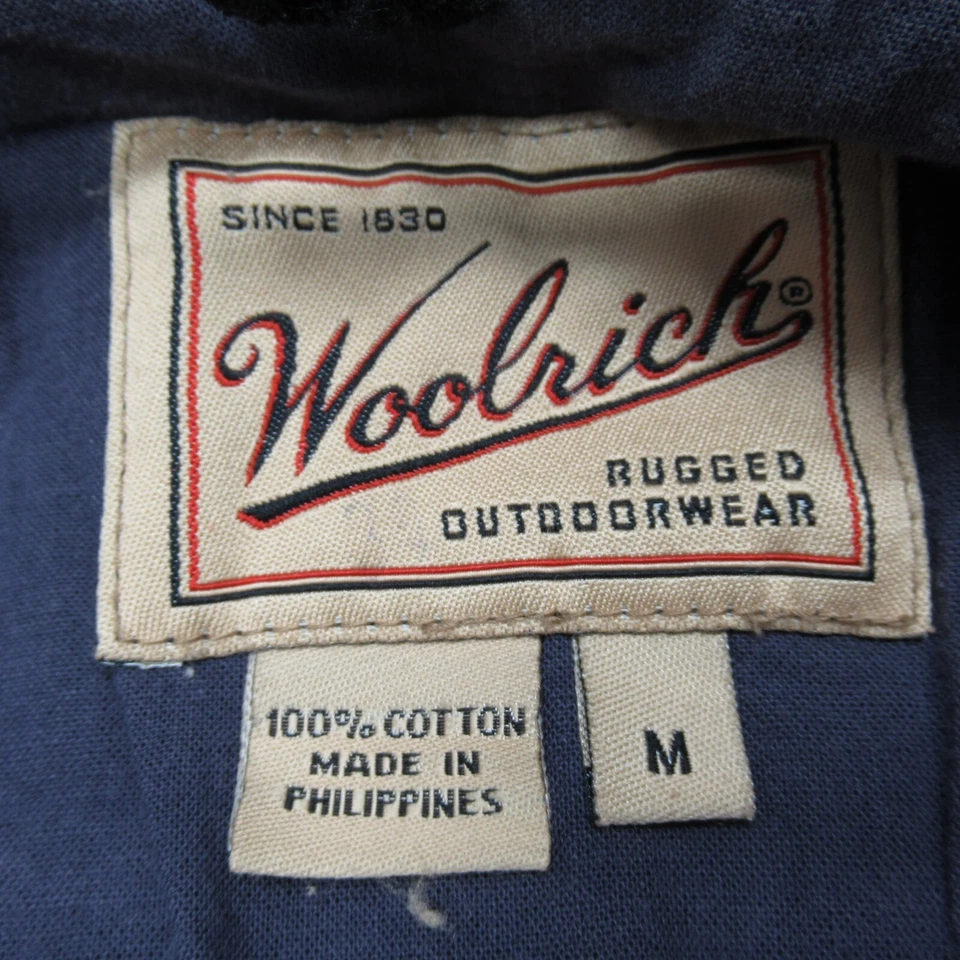 SINCE 1830
Woolrich®
RUGGED
OUTDOORWEAR
100% COTTON
MADE IN
PHILIPPINES
M